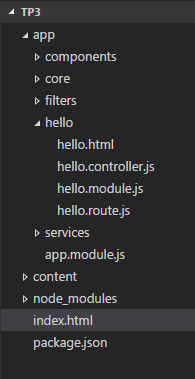 TP3
app
components
core
filters
hello
hello.html
hello.controller.js
hello.module.js
hello.route.js
services
app.module.js
content
node_modules
index.html
package.json